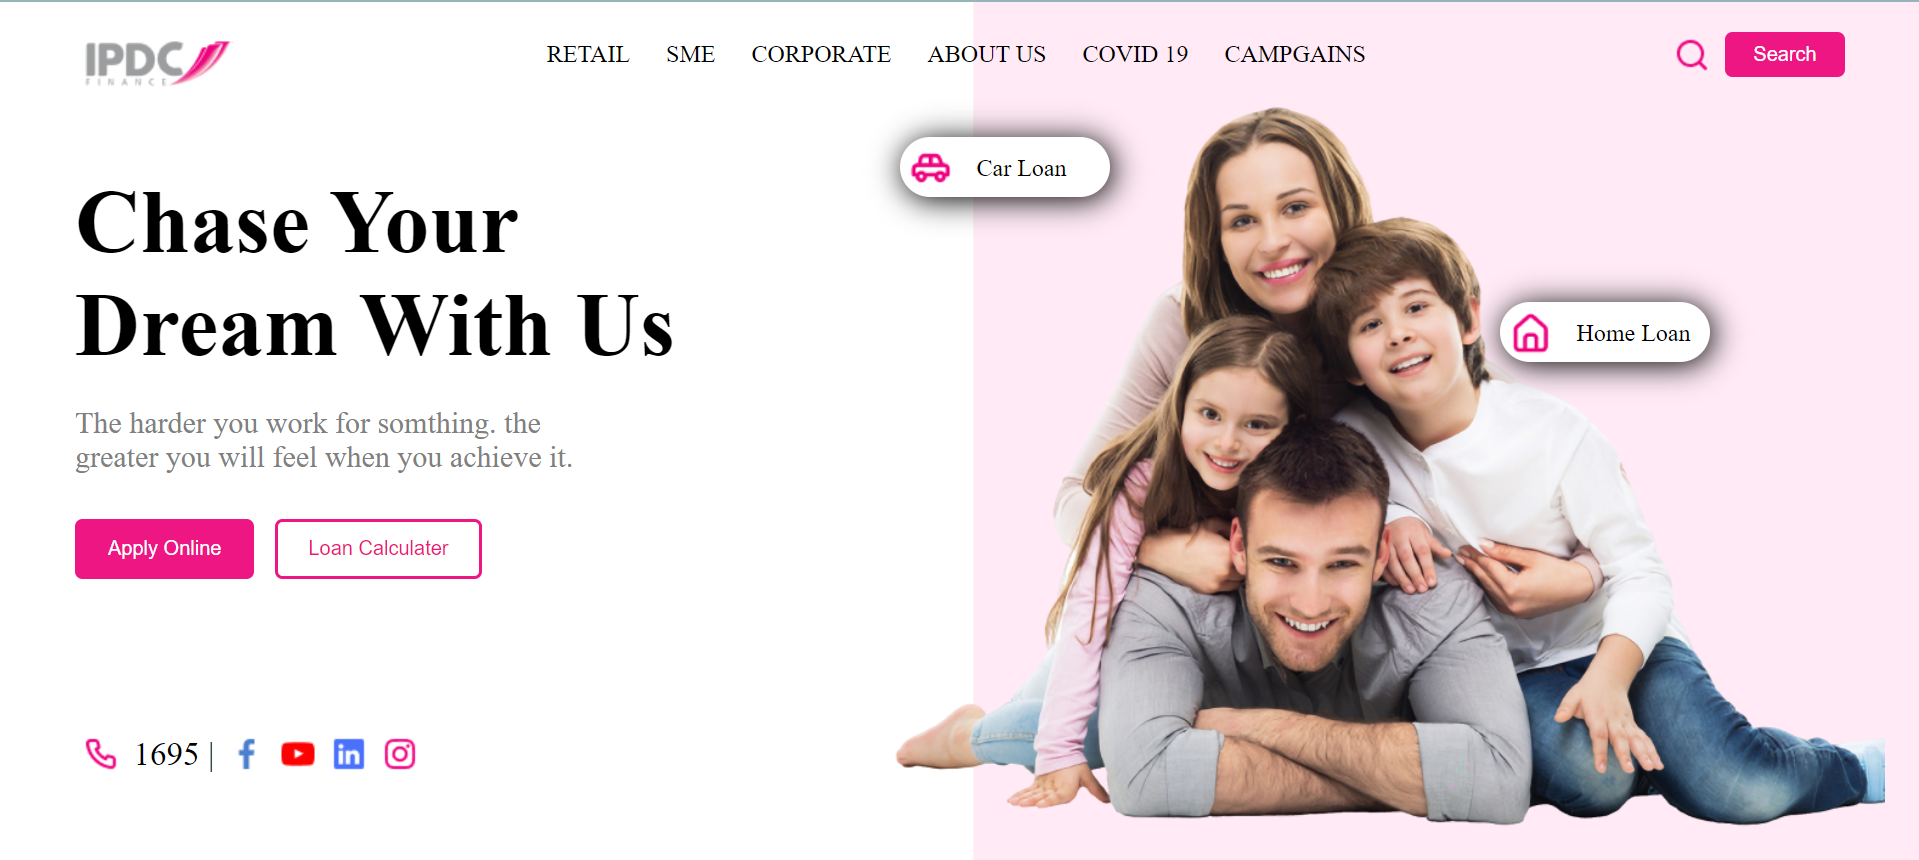 IPDC
FINANCE
RETAIL SME CORPORATE ABOUT US COVID 19 CAMPGAINS
Search
Car Loan
Chase Your
Dream With Us
Home Loan
The harder you work for somthing. the
greater you will feel when you achieve it.
Apply Online
Loan Calculater
1695 |